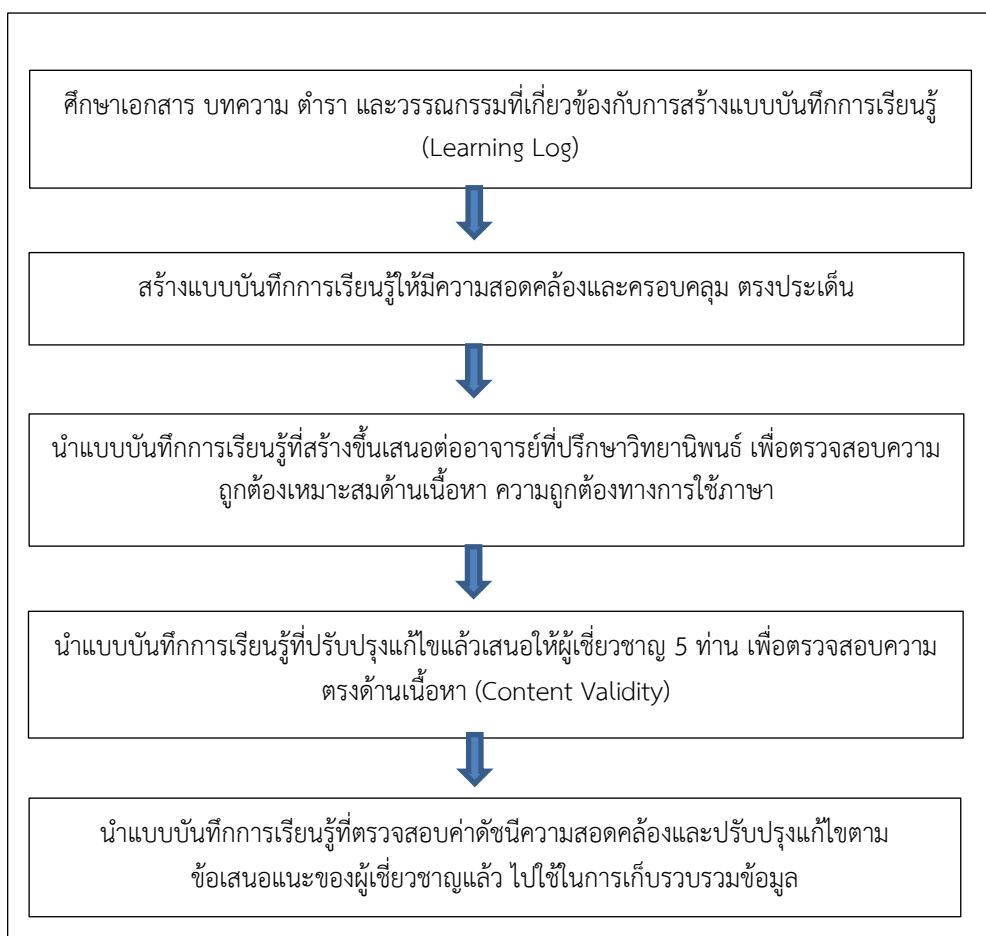 ศึกษาเอกสาร บทความ ตำรา และวรรณกรรมที่เกี่ยวข้องกับการสร้างแบบบันทึกการเรียนรู้
(Learning Log)
สร้างแบบบันทึกการเรียนรู้ให้มีความสอดคล้องและครอบคลุม ตรงประเด็น
นำแบบบันทึกการเรียนรู้ที่สร้างขึ้นเสนอต่ออาจารย์ที่ปรึกษาวิทยานิพนธ์ เพื่อตรวจสอบความ
ถูกต้องเหมาะสมด้านเนื้อหา ความถูกต้องทางการใช้ภาษา
นำแบบบันทึกการเรียนรู้ที่ปรับปรุงแก้ไขแล้วเสนอให้ผู้เชี่ยวชาญ 5 ท่าน เพื่อตรวจสอบความ
ตรงด้านเนื้อหา (Content Validity)
นำแบบบันทึกการเรียนรู้ที่ตรวจสอบค่าดัชนีความสอดคล้องและปรับปรุงแก้ไขตาม
ข้อเสนอแนะของผู้เชี่ยวชาญแล้ว ไปใช้ในการเก็บรวบรวมข้อมูล